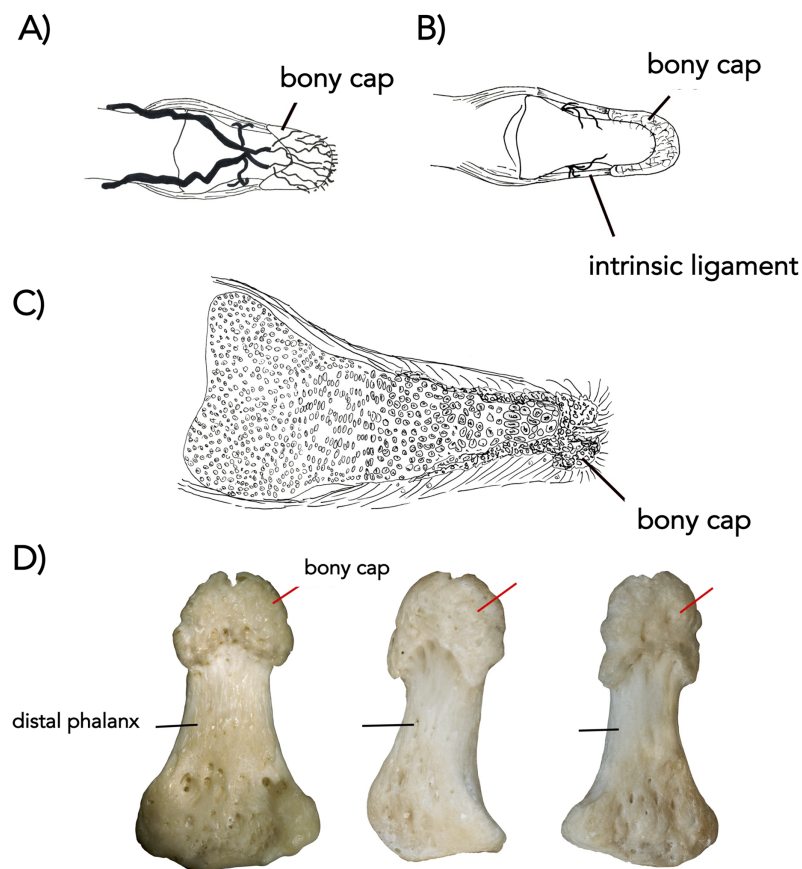 A)
bony cap
B)
bony cap
intrinsic ligament
C)
bony cap
D)
bony cap
distal phalanx